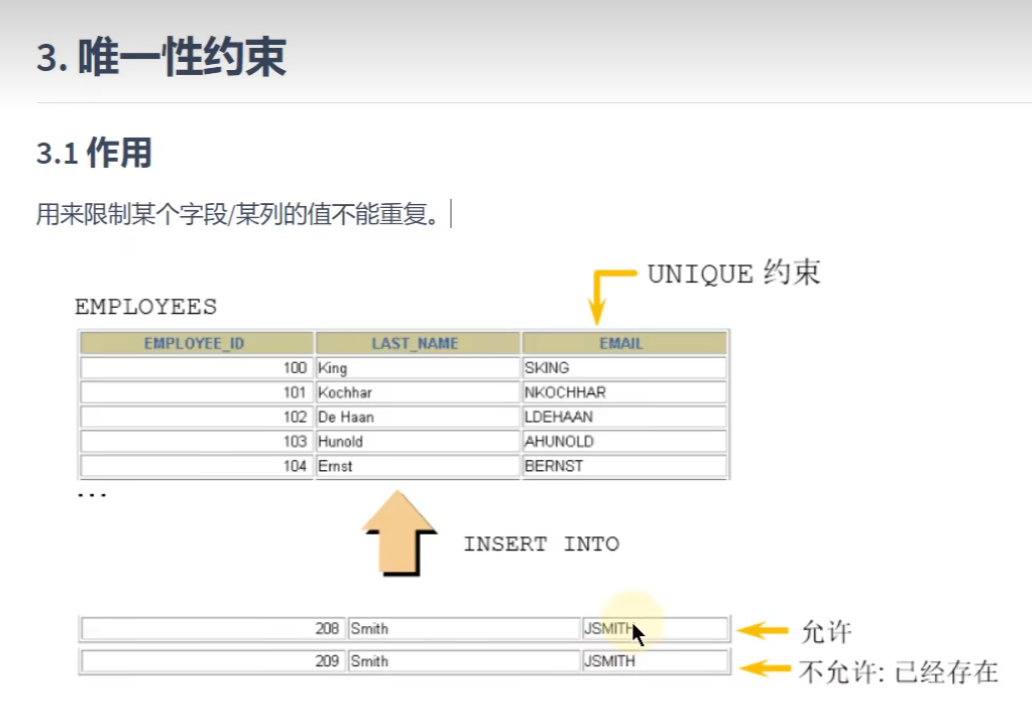 3. 唯一性约束
3.1 作用
用来限制某个字段/某列的值不能重复。
UNIQUE 约束
EMPLOYEES
EMPLOYEE_ID LAST_NAME EMAIL
100 King SKING
101 Kochhar NKOCHHAR
102 De Haan LDEHAAN
103 Hunold AHUNOLD
104 Ernst BERNST
...
INSERT INTO
208 Smith JSMITH 允许
209 Smith JSMITH 不允许: 已经存在